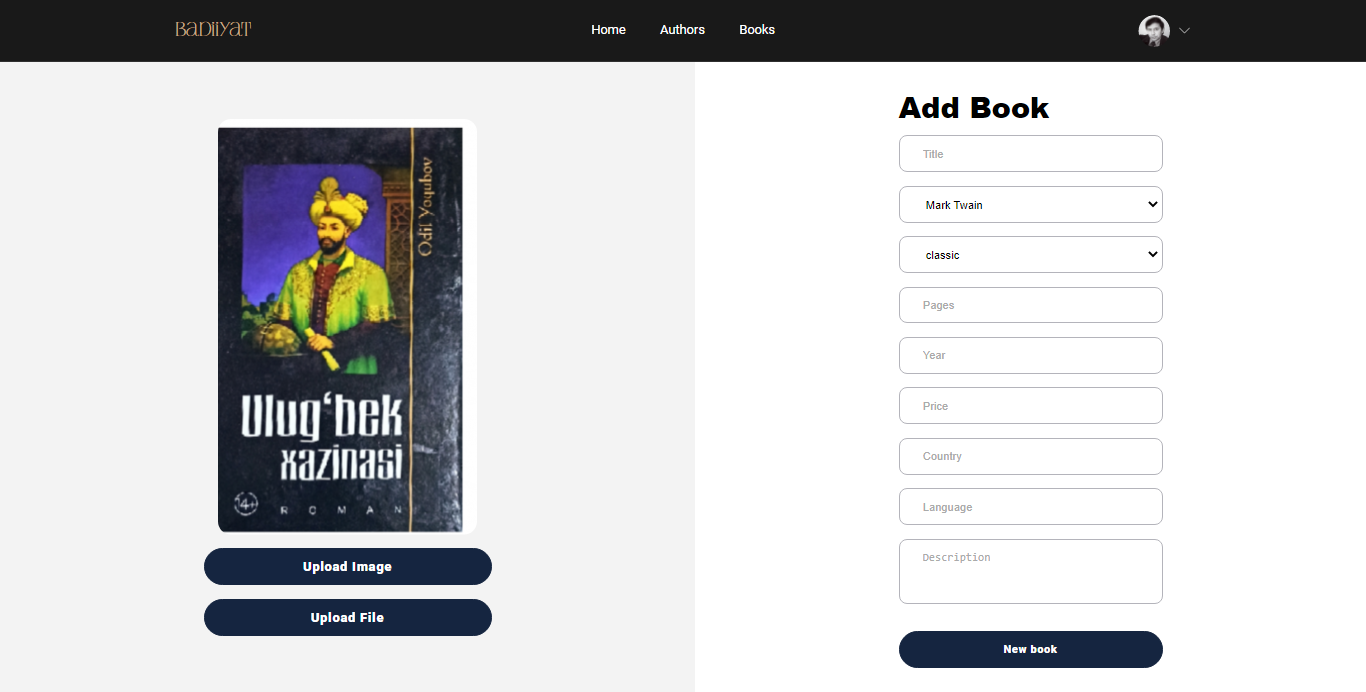 BADIIYAT
Home
Authors
Books
Odil Yoqubov
Ulug‘bek
xazinasi
14+
ROMAN
Upload Image
Upload File
Add Book
Title
Mark Twain
classic
Pages
Year
Price
Country
Language
Description
New book